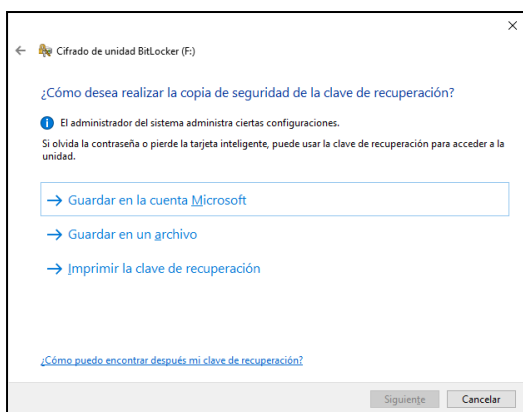 Cifrado de unidad BitLocker (F:)
¿Cómo desea realizar la copia de seguridad de la clave de recuperación?
El administrador del sistema administra ciertas configuraciones.
Si olvida la contraseña o pierde la tarjeta inteligente, puede usar la clave de recuperación para acceder a la
unidad.
Guardar en la cuenta Microsoft
Guardar en un archivo
Imprimir la clave de recuperación
¿Cómo puedo encontrar después mi clave de recuperación?
Siguiente Cancelar